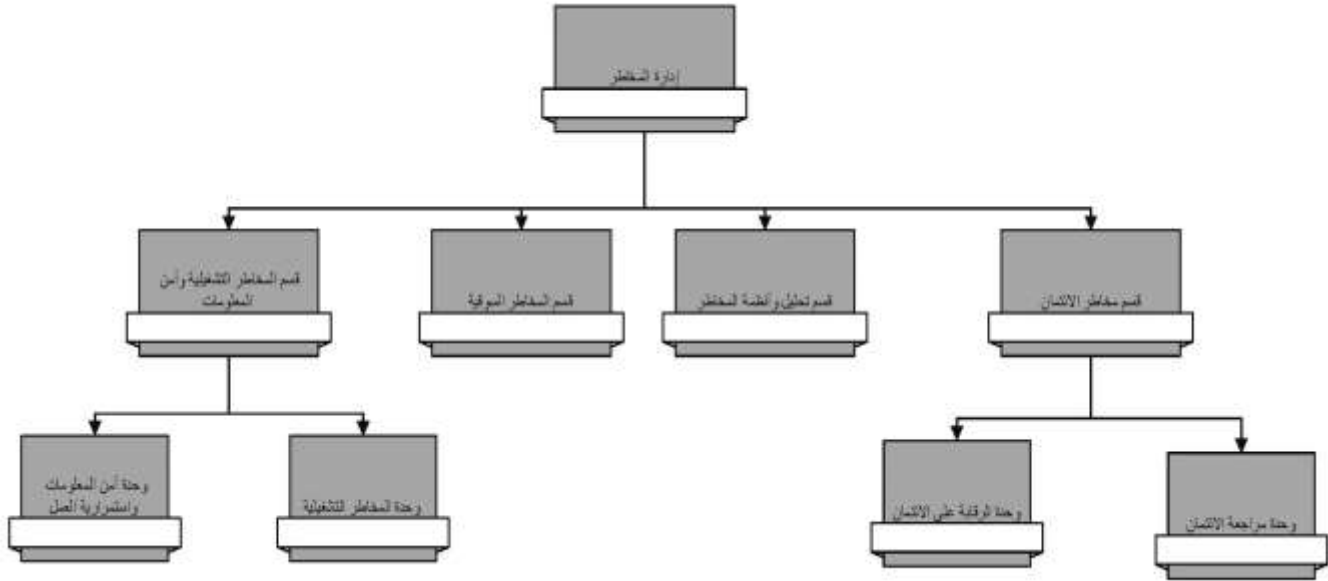 إدارة المخاطر
قسم مخاطر الائتمان
قسم تحليل وأنظمة المخاطر
قسم المخاطر السوقية
قسم المخاطر التشغيلية وأمن
المعلومات
وحدة مراجعة الائتمان
وحدة الرقابة على الائتمان
وحدة المخاطر التشغيلية
وحدة أمن المعلومات
واستمرارية العمل